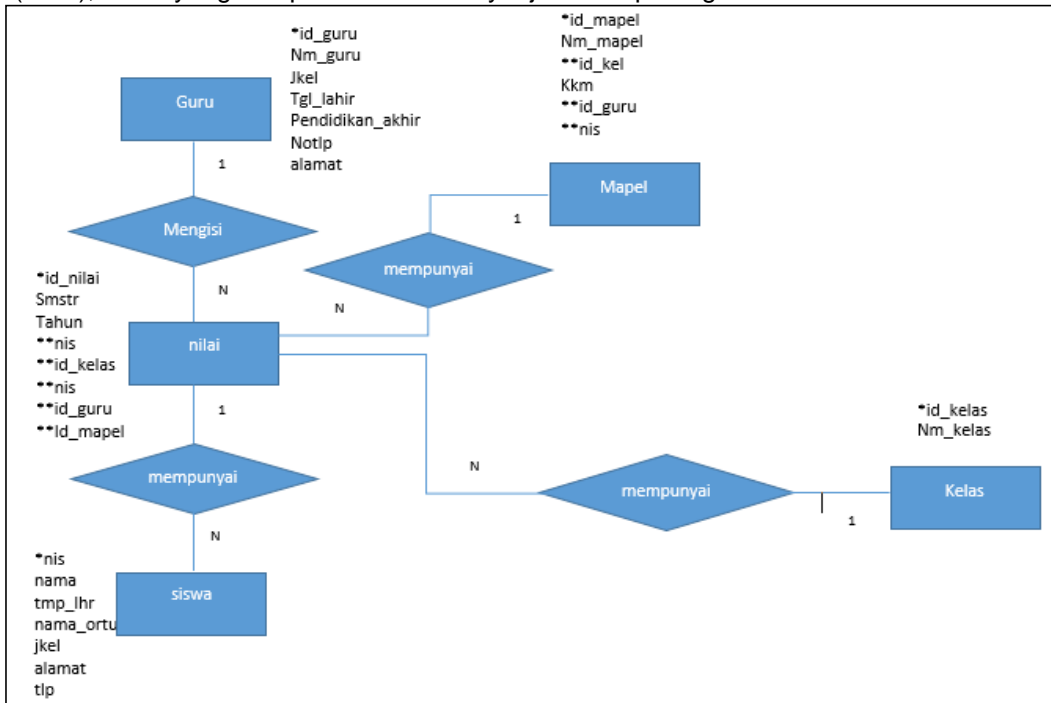 *id_guru
Nm_guru
Jkel
Tgl_lahir
Pendidikan_akhir
Notlp
alamat
*id_mapel
Nm_mapel
**id_kel
Kkm
**id_guru
**nis
Guru
1
Mapel
1
Mengisi
mempunyai
N
N
*id_nilai
Smstr
Tahun
**nis
**id_kelas
**nis
**id_guru
**Id_mapel
nilai
1
*id_kelas
Nm_kelas
mempunyai
N
mempunyai
1
Kelas
N
*nis
nama
tmp_lhr
nama_ortu
jkel
alamat
tlp
siswa